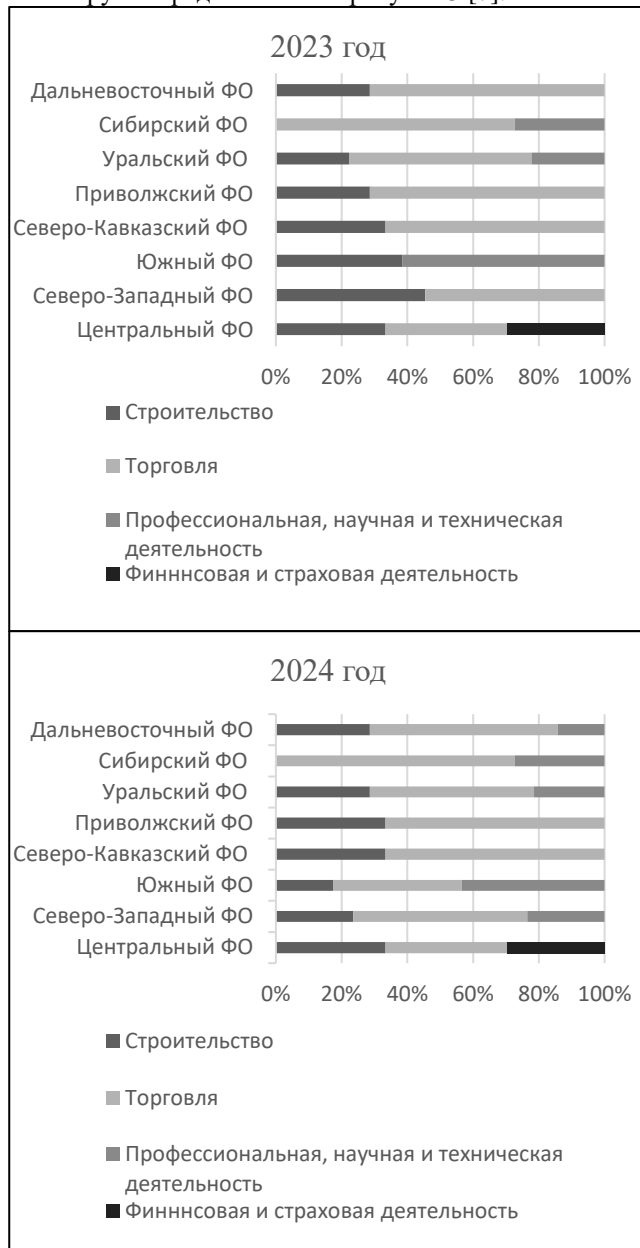 2023 год
Дальневосточный ФО
Сибирский ФО
Уральский ФО
Приволжский ФО
Северо-Кавказский ФО
Южный ФО
Северо-Западный ФО
Центральный ФО
0% 20% 40% 60% 80% 100%
Строительство
Торговля
Профессиональная, научная и техническая
деятельность
Финннсовая и страховая деятельность
2024 год
Дальневосточный ФО
Сибирский ФО
Уральский ФО
Приволжский ФО
Северо-Кавказский ФО
Южный ФО
Северо-Западный ФО
Центральный ФО
0% 20% 40% 60% 80% 100%
Строительство
Торговля
Профессиональная, научная и техническая
деятельность
Финннсовая и страховая деятельность